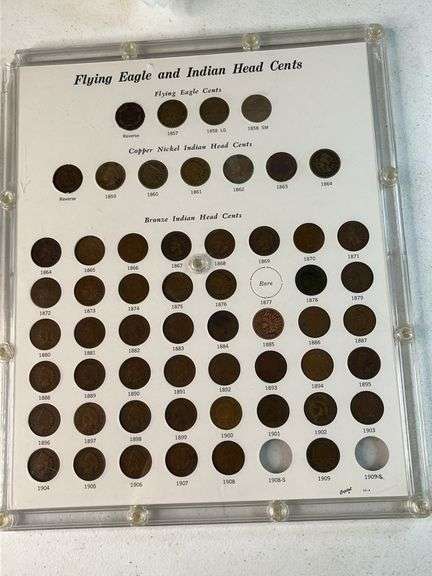 Flying Eagle and Indian Head Cents
Flying Eagle Cents
Reverse 1857 1858 LG 1858 SM
Copper Nickel Indian Head Cents
Reverse 1859 1860 1861 1862 1863 1864
Bronze Indian Head Cents
1864 1865 1866 1867 1868 1869 1870 1871
Rare
1872 1873 1874 1875 1876 1877 1878 1879
1880 1881 1882 1883 1884 1885 1886 1887
1888 1889 1890 1891 1892 1893 1894 1895
1896 1897 1898 1899 1900 1901 1902 1903
1904 1905 1906 1907 1908 1908-S 1909 1909-S